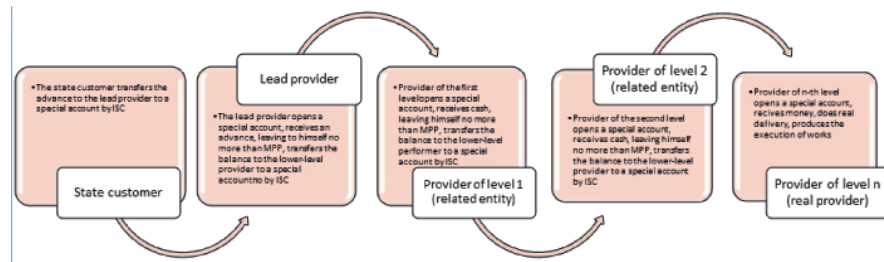 •The state customer transfers the
advance to the lead provider to a
special account by ISC
State customer
Lead provider
•The lead provider opens a
special account, receives an
advance, leaving to himself no
more than MPP, transfers the
balance to the lower-level
provider to a special
accountno by ISC
•Provider of the first
levelopens a special
account, receives cash,
leaving himself no more
than MPP, transfers the
balance to the lower-level
performer to a special
account by ISC
Provider of level 1
(related entity)
Provider of level 2
(related entity)
•Provider of the second level
opens a special account,
receives cash, leaving himself
no more than MPP, transfers
the balance to the lower-level
provider to a special account
by ISC
•Provider of n-th level
opens a special account,
recives money, does real
delivery, produces the
execution of works
Provider of level n
(real provider)